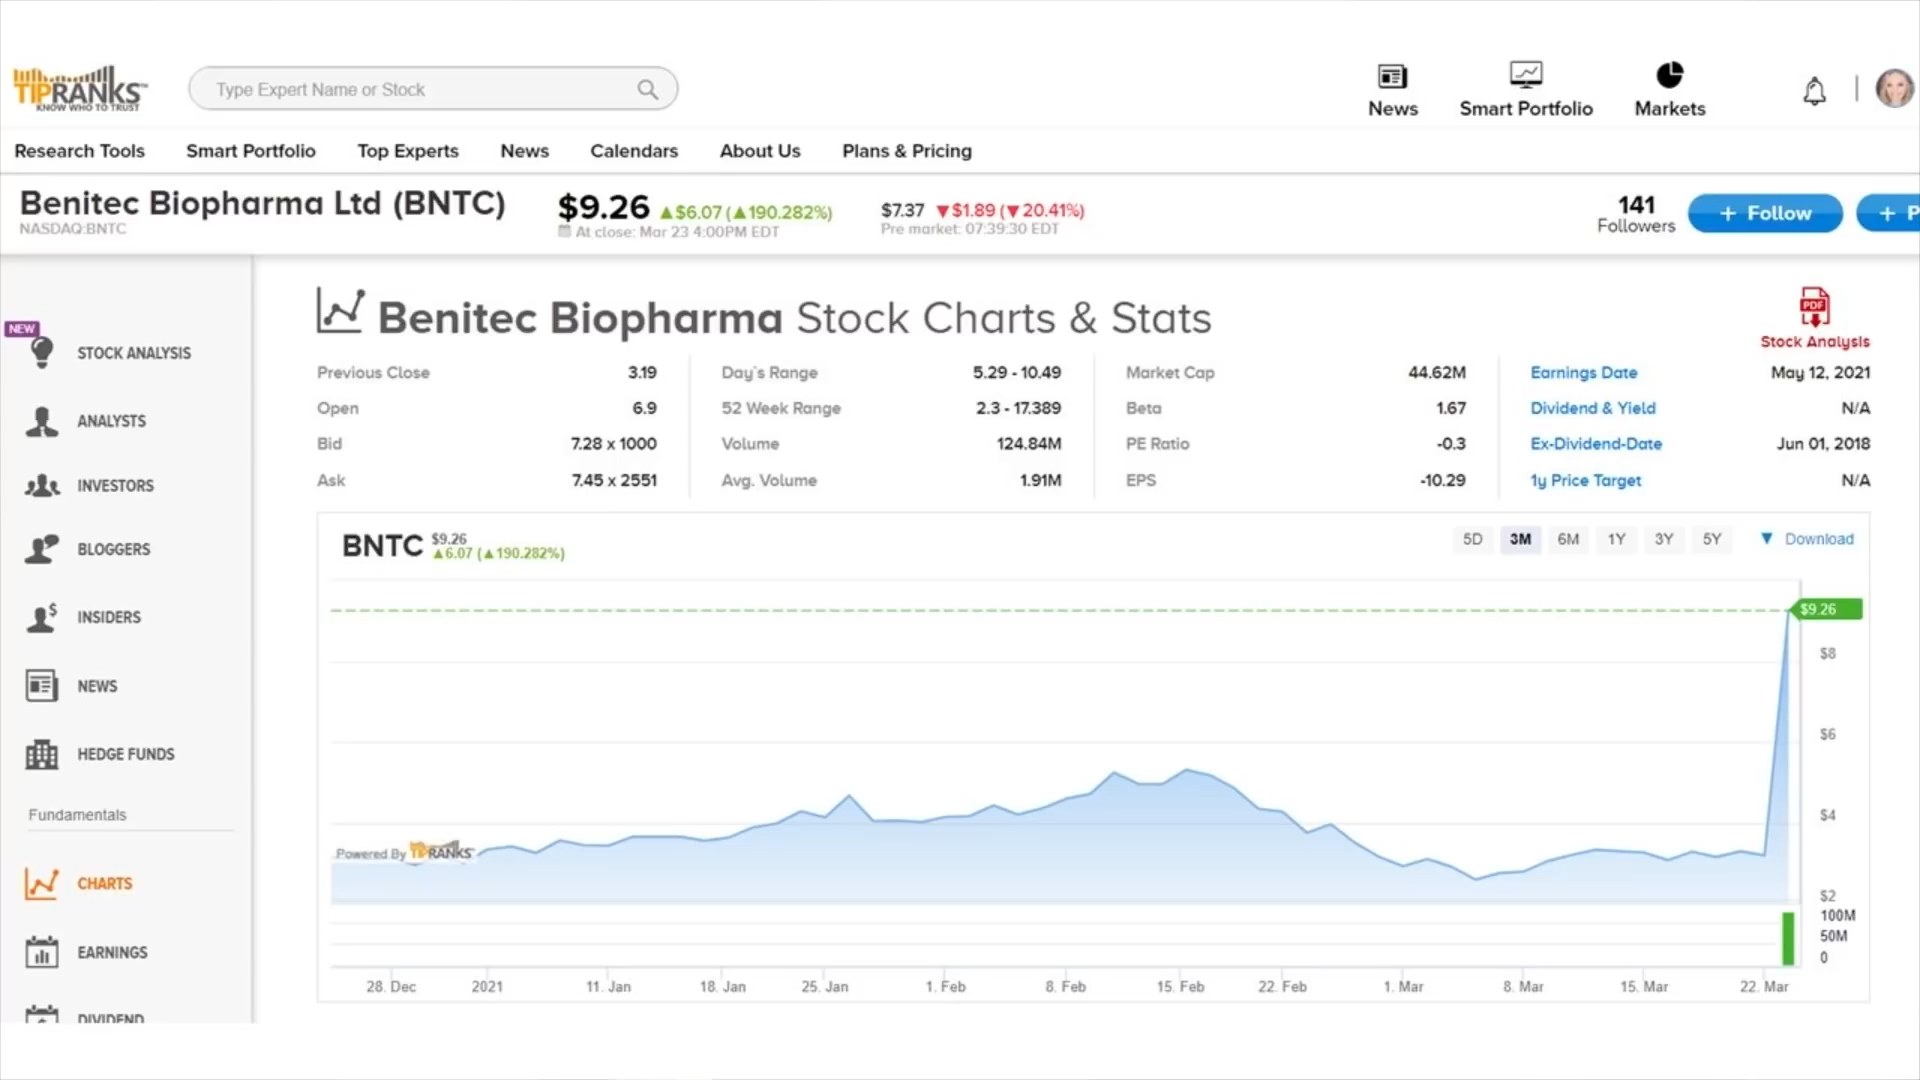 TIPRANKS™
KNOW WHO TO TRUST
Type Expert Name or Stock
News
Smart Portfolio
Markets
Research Tools
Smart Portfolio
Top Experts
News
Calendars
About Us
Plans & Pricing
Benitec Biopharma Ltd (BNTC)
NASDAQ:BNTC
$9.26 ▲$6.07 (▲190.282%)
At close: Mar 23 4:00PM EDT
$7.37 ▼$1.89 (▼20.41%)
Pre market: 07:39:30 EDT
141
Followers
+ Follow
+ P
NEW
STOCK ANALYSIS
ANALYSTS
INVESTORS
BLOGGERS
INSIDERS
NEWS
HEDGE FUNDS
Fundamentals
CHARTS
EARNINGS
DIVIDEND
Benitec Biopharma Stock Charts & Stats
PDF
Stock Analysis
Previous Close 3.19
Open 6.9
Bid 7.28 x 1000
Ask 7.45 x 2551
Day`s Range 5.29 - 10.49
52 Week Range 2.3 - 17.389
Volume 124.84M
Avg. Volume 1.91M
Market Cap 44.62M
Beta 1.67
PE Ratio -0.3
EPS -10.29
Earnings Date May 12, 2021
Dividend & Yield N/A
Ex-Dividend-Date Jun 01, 2018
1y Price Target N/A
BNTC $9.26
▲6.07 (▲190.282%)
5D 3M 6M 1Y 3Y 5Y ▼ Download
$9.26
$8
$6
$4
$2
100M
50M
0
Powered By TIPRANKS
28. Dec 2021 11. Jan 18. Jan 25. Jan 1. Feb 8. Feb 15. Feb 22. Feb 1. Mar 8. Mar 15. Mar 22. Mar